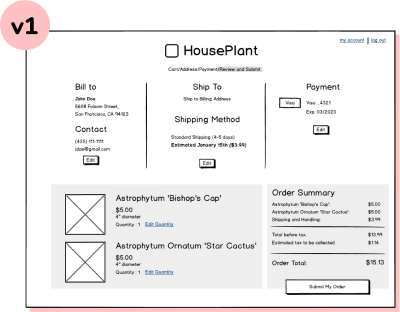 v1
my account | log out
HousePlant
Cart/Address/Payment/Review and Submit
Bill to
John Doe
5608 Folsom Street,
San Francisco, CA 94123
Contact
(425) 111-1111
jdoe@gmail.com
Edit
Ship To
Ship to Billing Address
Shipping Method
Standard Shipping (4-5 days)
Estimated January 15th ($3.99)
Edit
Payment
Visa
Visa ..4321
Exp: 03/2020
Edit
Astrophytum 'Bishop's Cap'
$5.00
4" diameter
Quantity : 1 Edit Quantity
Astrophytum Ornatum 'Star Cactus'
$5.00
4" diameter
Quantity : 1 Edit Quantity
Order Summary
Astrophytum 'Bishop's Cap': $5.00
Astrophytum Ornatum 'Star Cactus': $5.00
Shipping and Handling: $3.99
Total before tax $13.99
Estimated tax to be collected $1.14
Order Total: $15.13
Submit My Order